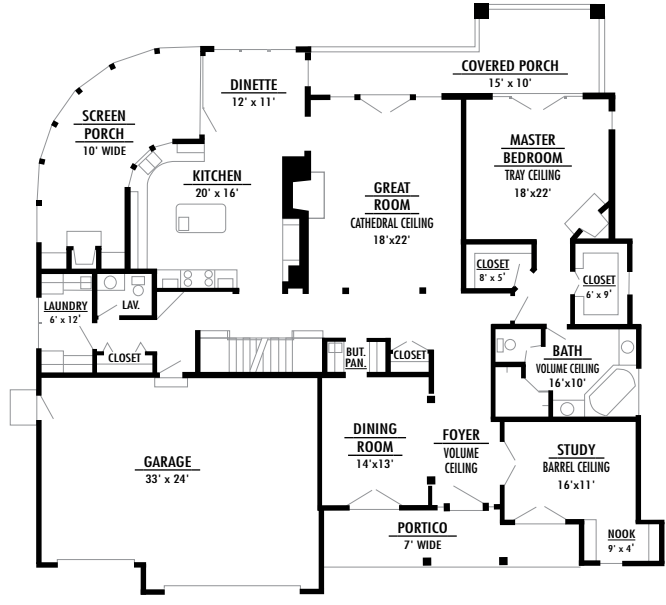 COVERED PORCH
15' x 10'
DINETTE
12' x 11'
SCREEN
PORCH
10' WIDE
MASTER
BEDROOM
TRAY CEILING
18'x22'
KITCHEN
20' x 16'
GREAT
ROOM
CATHEDRAL CEILING
18'x22'
CLOSET
8' x 5'
CLOSET
6' x 9'
LAUNDRY
6' x 12'
LAV.
CLOSET
BUT.
PAN.
CLOSET
BATH
VOLUME CEILING
16'x10'
DINING
ROOM
14'x13'
FOYER
VOLUME
CEILING
STUDY
BARREL CEILING
16'x11'
GARAGE
33' x 24'
PORTICO
7' WIDE
NOOK
9' x 4'